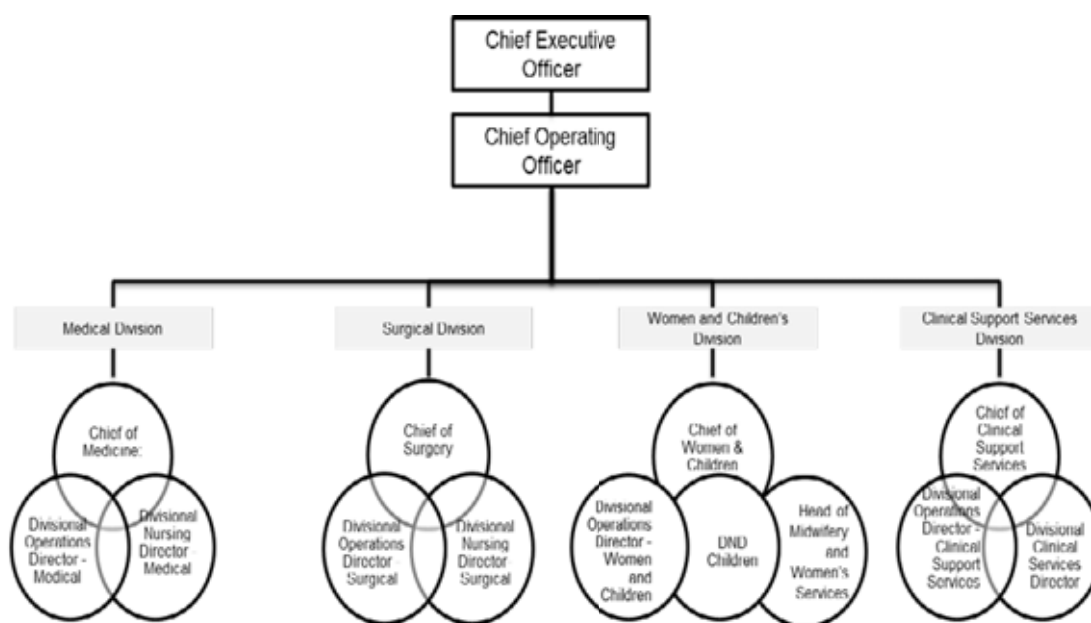 Chief Executive
Officer
Chief Operating
Officer
Medical Division
Surgical Division
Women and Children's
Division
Clinical Support Services
Division
Chief of
Medicine:
Divisional
Operations
Director -
Medical
Divisional
Nursing
Director -
Medical
Chief of
Surgery
Divisional
Operations
Director -
Surgical
Divisional
Nursing
Director -
Surgical
Chief of
Women &
Children
Divisional
Operations
Director -
Women
and
Children
DND
Children
Head of
Midwifery
and
Women's
Services
Chief of
Clinical
Support
Services
Divisional
Operations
Director -
Clinical
Support
Services
Divisional
Clinical
Services
Director